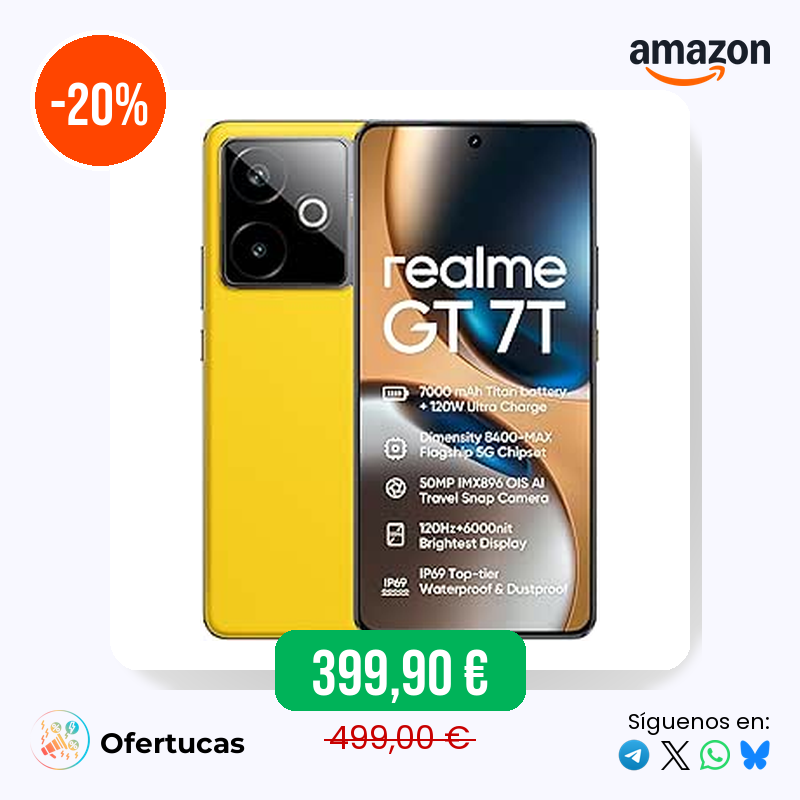 -20%
amazon
realme
GT 7T
7000 mAh Titan battery
+ 120W Ultra Charge
Dimensity 8400-MAX
Flagship 5G Chipset
50MP IMX896 OIS AI
Travel Snap Camera
120Hz+6000nit
Brightest Display
IP69
IP69 Top-tier
Waterproof & Dustproof
399,90 €
499,00 €
Ofertucas
Síguenos en: